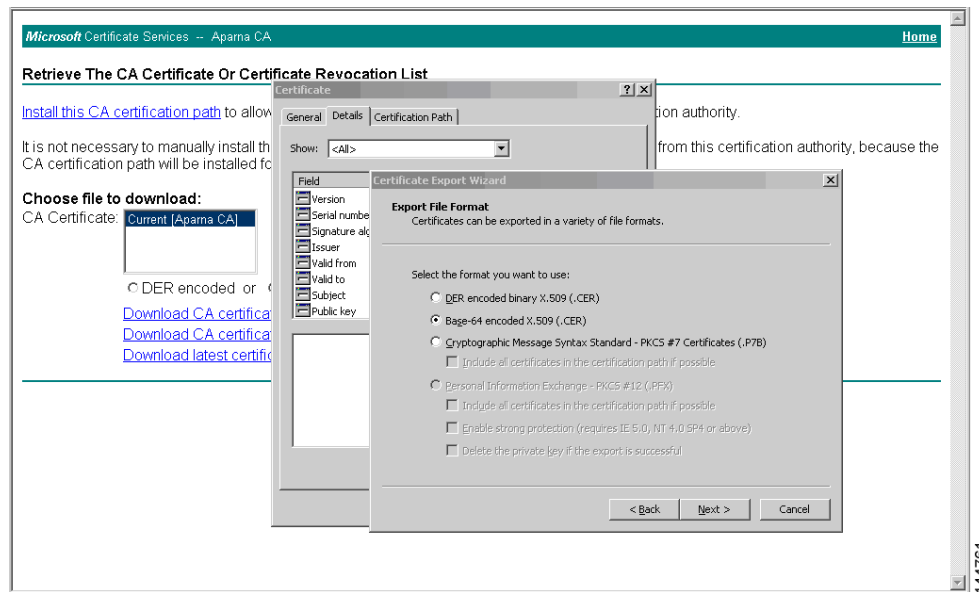 Microsoft Certificate Services -- Aparna CA
Home
Retrieve The CA Certificate Or Certificate Revocation List
Install this CA certification path to allow
tion authority.
It is not necessary to manually install th
from this certification authority, because the
CA certification path will be installed fo
Choose file to download:
CA Certificate:
Current [Aparna CA]
DER encoded or
Download CA certifica
Download CA certifica
Download latest certific
Certificate
General
Details
Certification Path
Show:
<All>
Field
Version
Serial numbe
Signature alg
Issuer
Valid from
Valid to
Subject
Public key
Certificate Export Wizard
Export File Format
Certificates can be exported in a variety of file formats.
Select the format you want to use:
DER encoded binary X.509 (.CER)
Base-64 encoded X.509 (.CER)
Cryptographic Message Syntax Standard - PKCS #7 Certificates (.P7B)
Include all certificates in the certification path if possible
Personal Information Exchange - PKCS #12 (.PFX)
Include all certificates in the certification path if possible
Enable strong protection (requires IE 5.0, NT 4.0 SP4 or above)
Delete the private key if the export is successful
< Back
Next >
Cancel